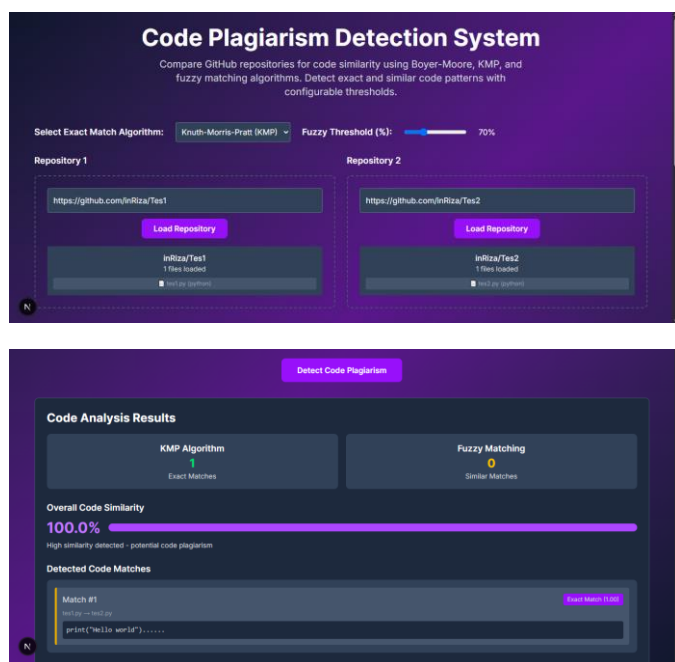 Code Plagiarism Detection System
Compare GitHub repositories for code similarity using Boyer-Moore, KMP, and
fuzzy matching algorithms. Detect exact and similar code patterns with
configurable thresholds.
Select Exact Match Algorithm: Knuth-Morris-Pratt (KMP) Fuzzy Threshold (%): 70%
Repository 1 Repository 2
https://github.com/inRiza/Tes1 https://github.com/inRiza/Tes2
Load Repository Load Repository
inRiza/Tes1 inRiza/Tes2
1 files loaded 1 files loaded
tes1.py (python) tes2.py (python)
N
Detect Code Plagiarism
Code Analysis Results
KMP Algorithm Fuzzy Matching
1 0
Exact Matches Similar Matches
Overall Code Similarity
100.0%
High similarity detected - potential code plagiarism
Detected Code Matches
Match #1 Exact Match (1.00)
tes1.py → tes2.py
print("Hello world")......
N